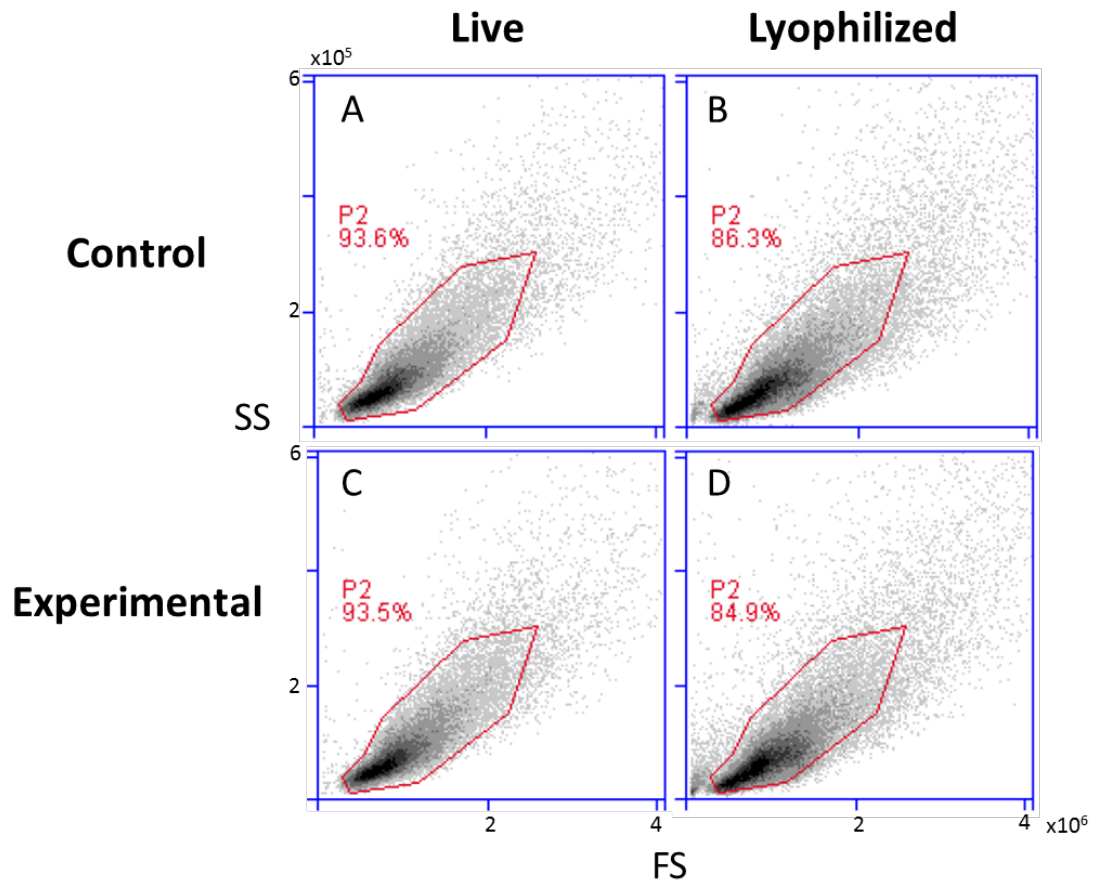 Live
Lyophilized
x10⁵
6
A
B
P2
93.6%
P2
86.3%
Control
2
SS
6
C
D
P2
93.5%
P2
84.9%
Experimental
2
2
4
2
4
x10⁶
FS